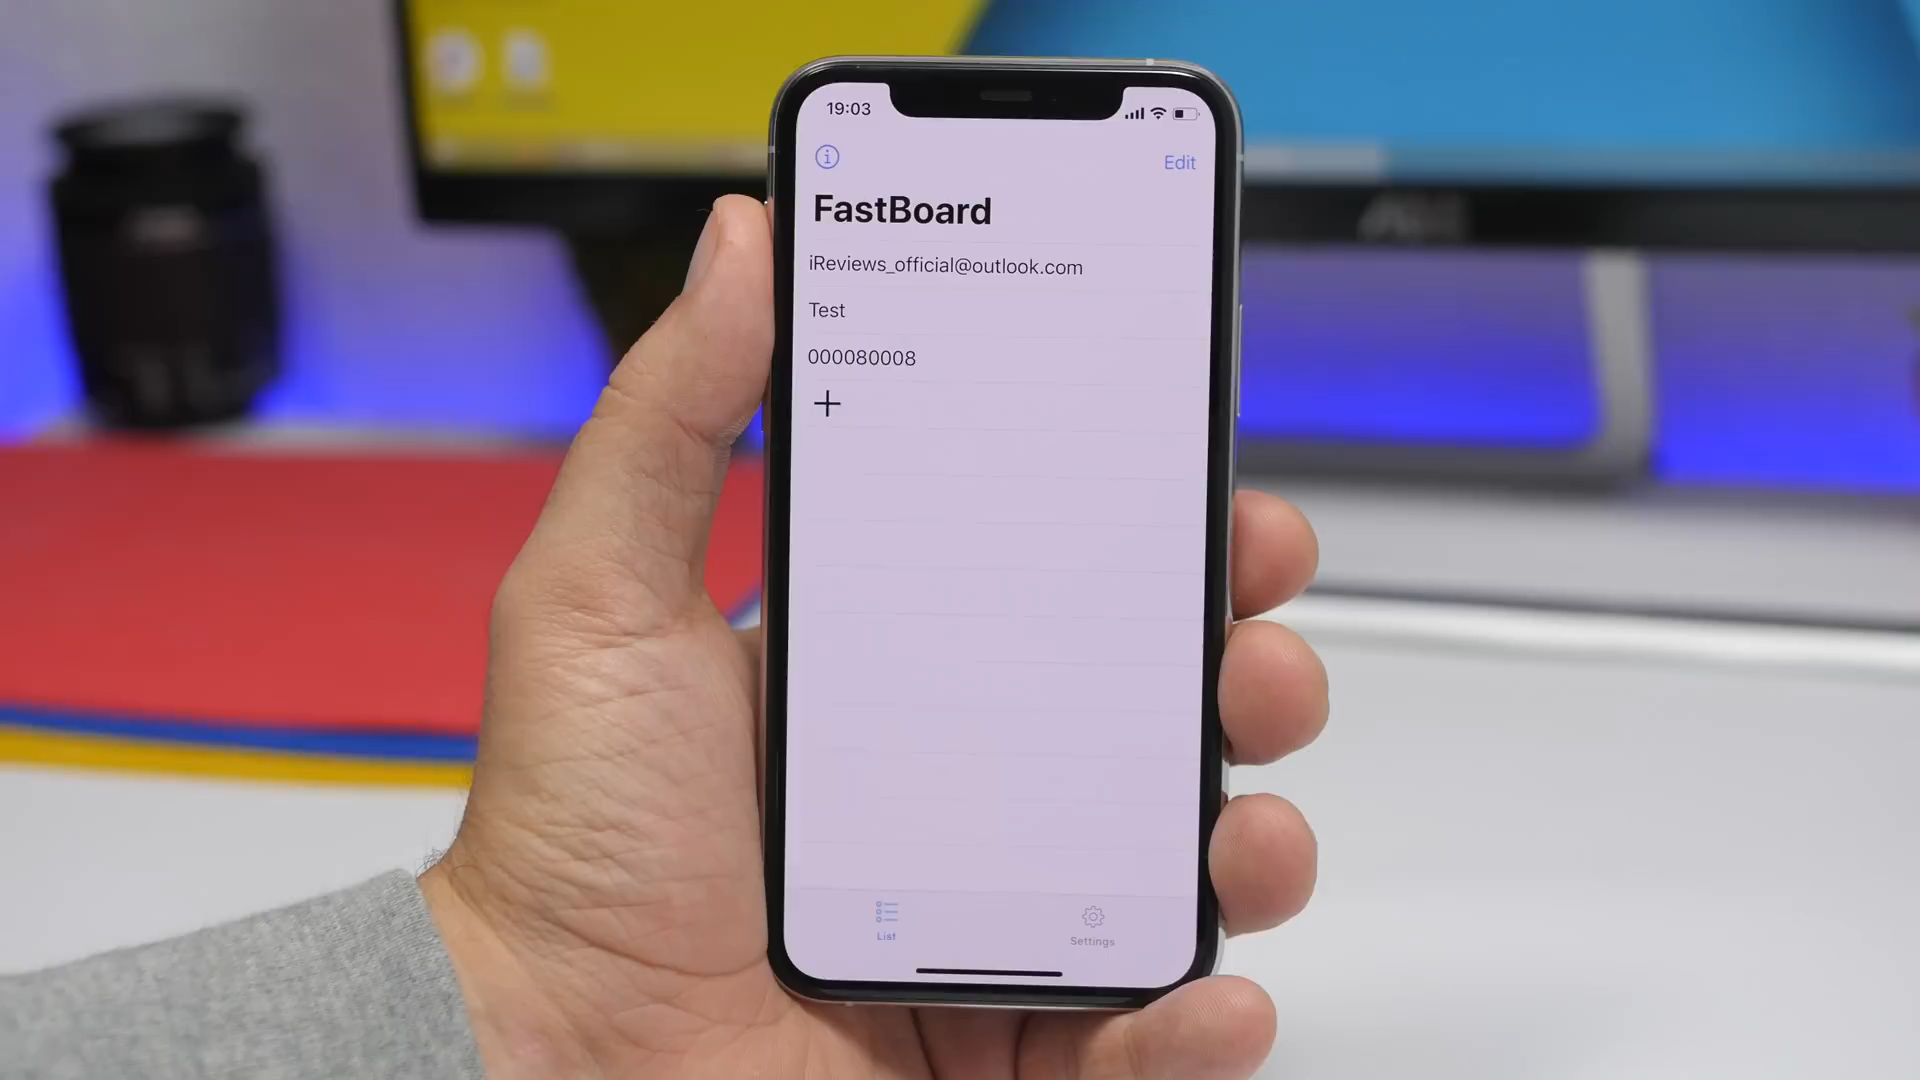 19:03
Edit
FastBoard
iReviews_official@outlook.com
Test
000080008
List
Settings